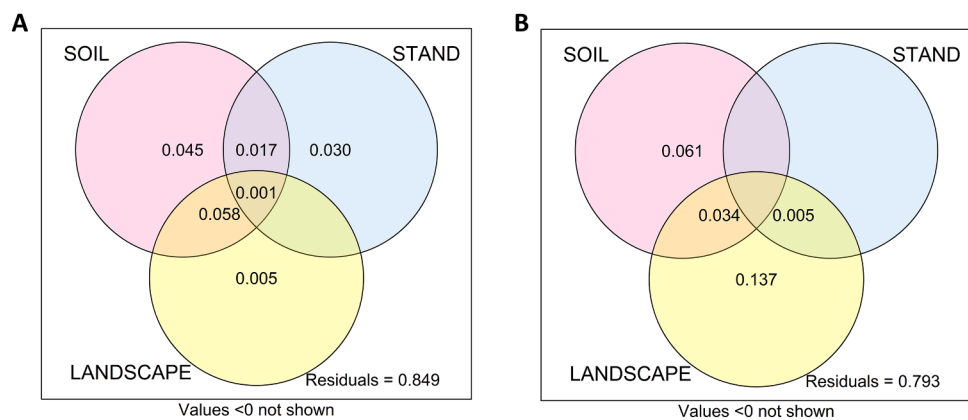 A
SOIL
STAND
0.045
0.017
0.030
0.001
0.058
0.005
LANDSCAPE
Residuals = 0.849
Values <0 not shown
B
SOIL
STAND
0.061
0.034
0.005
0.137
LANDSCAPE
Residuals = 0.793
Values <0 not shown